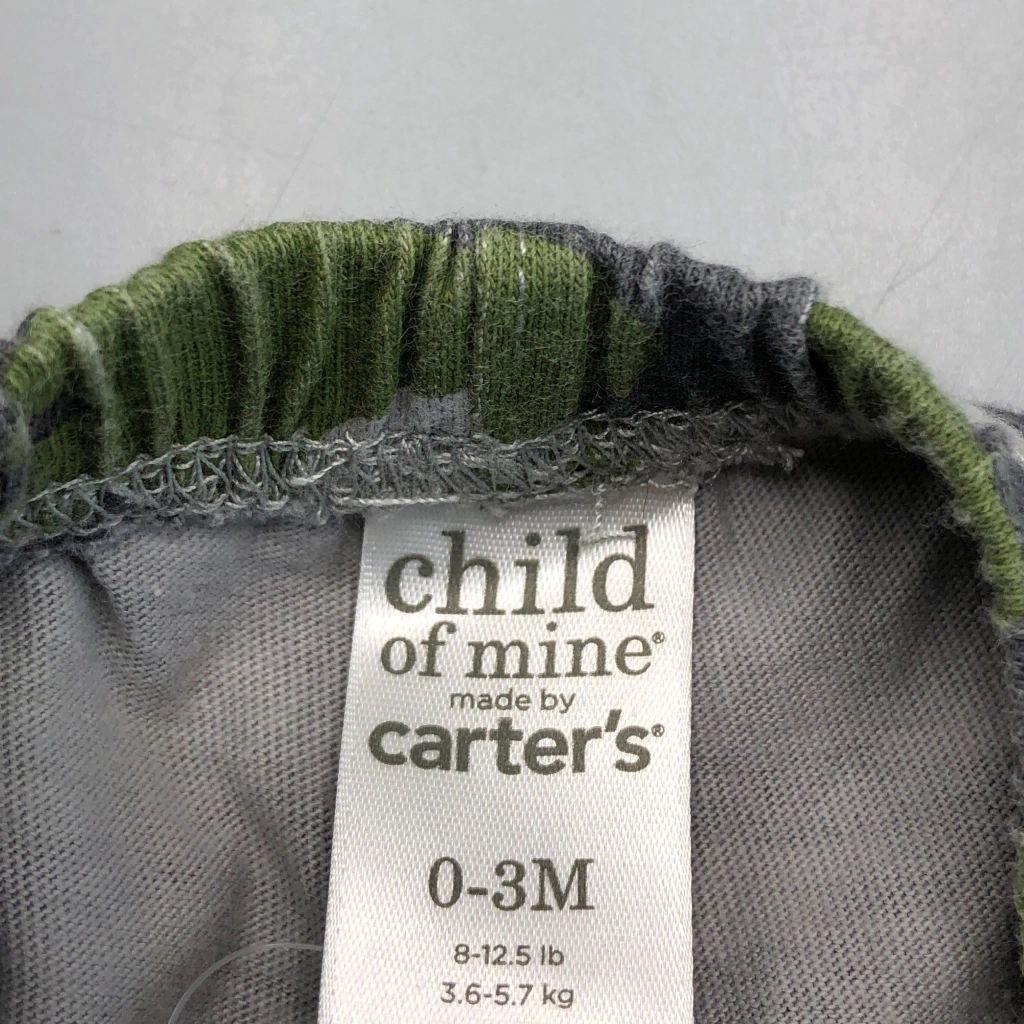 child
of mine®
made by
carter's®
0-3M
8-12.5 lb
3.6-5.7 kg